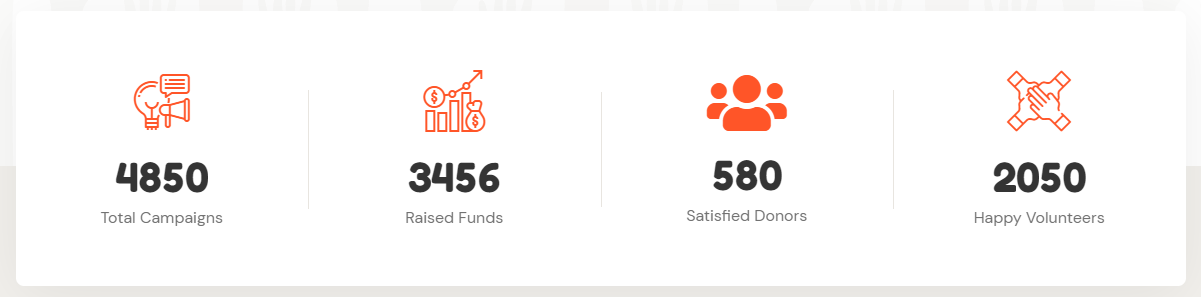 4850
Total Campaigns
3456
Raised Funds
580
Satisfied Donors
2050
Happy Volunteers